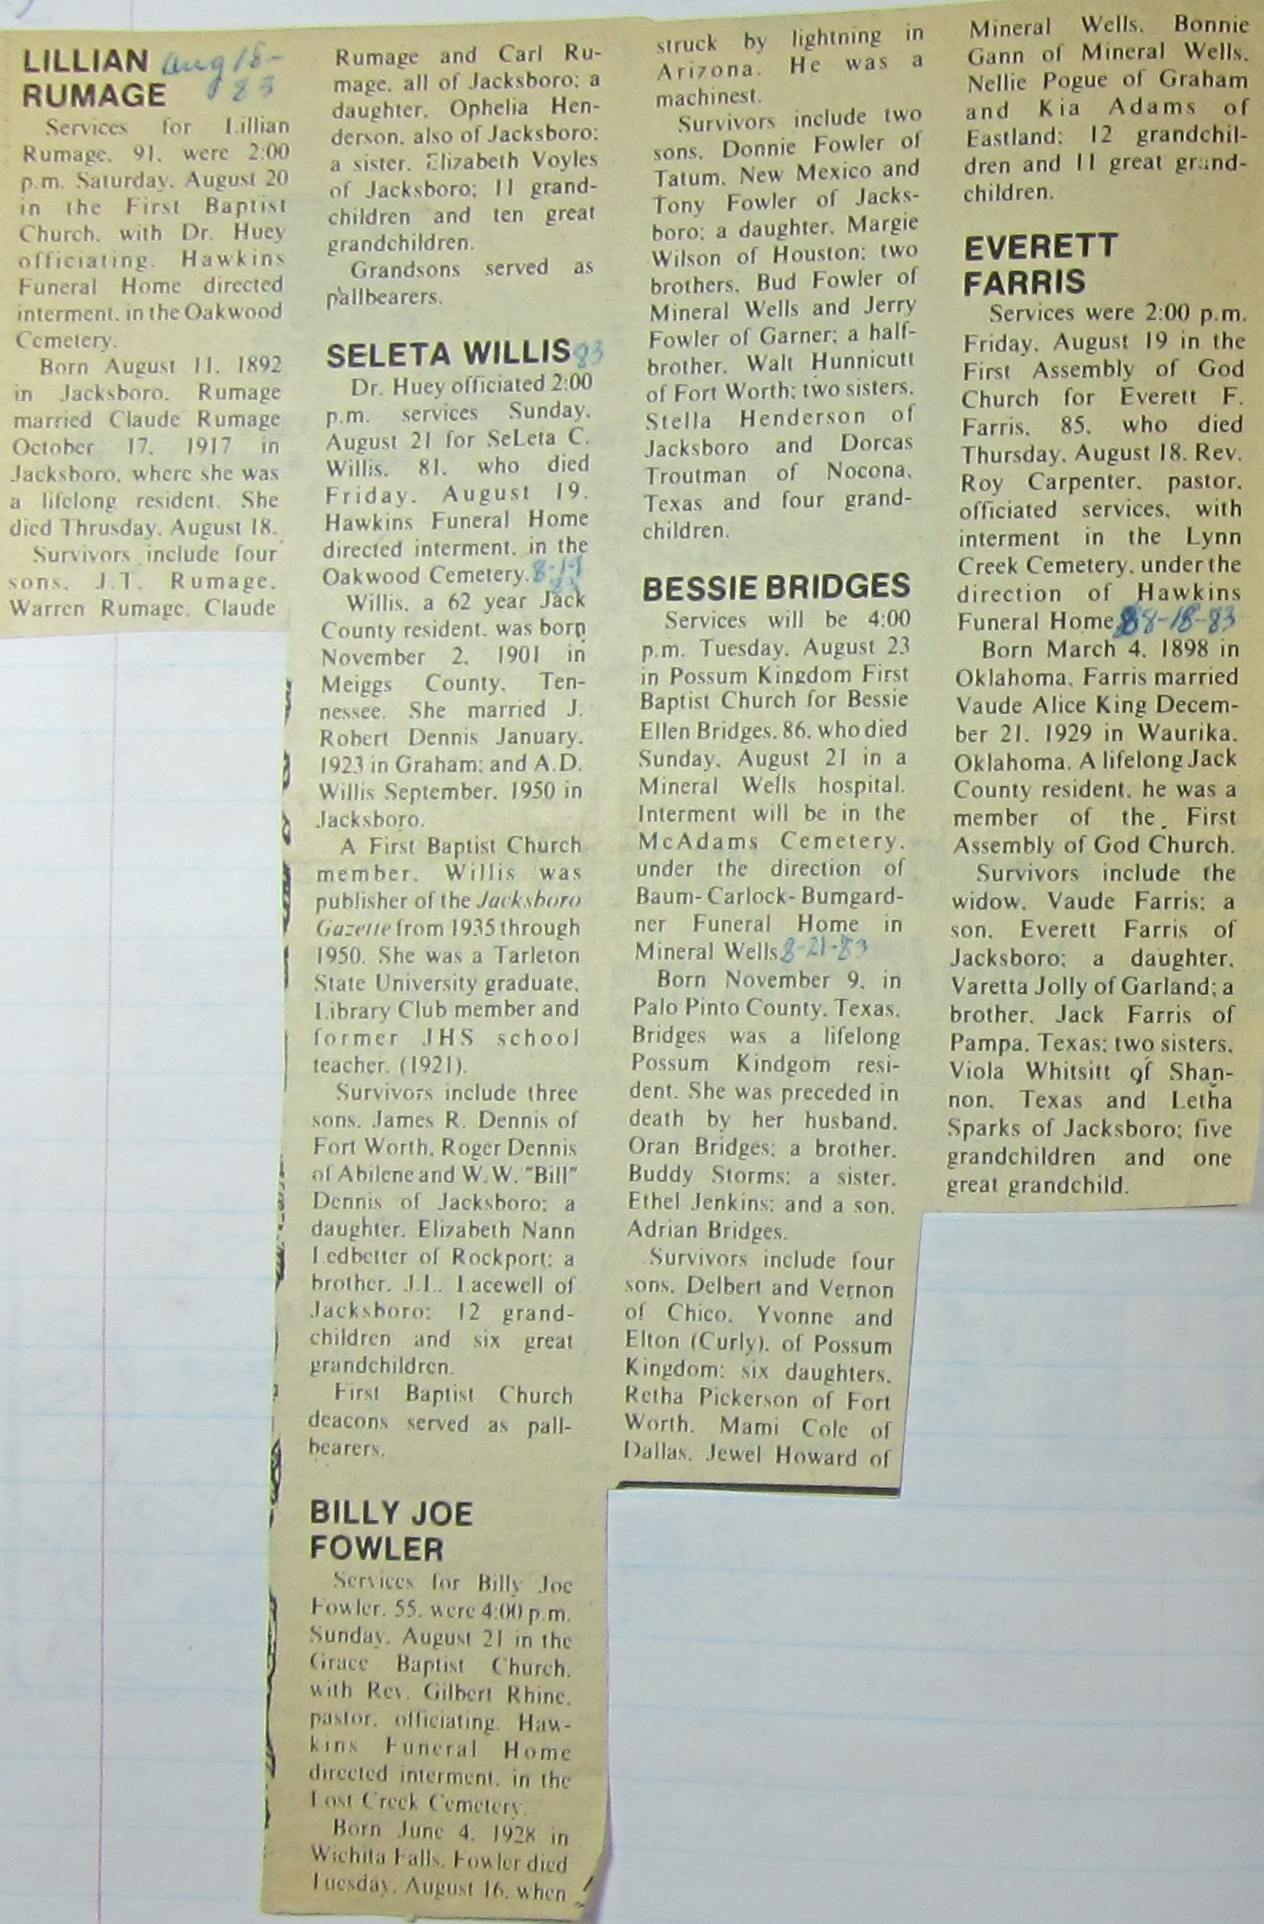 LILLIAN Aug 18-
RUMAGE 83
Services for Lillian
Rumage, 91, were 2:00
p.m. Saturday, August 20
in the First Baptist
Church, with Dr. Huey
officiating. Hawkins
Funeral Home directed
interment, in the Oakwood
Cemetery.
Born August 11, 1892
in Jacksboro, Rumage
married Claude Rumage
October 17, 1917 in
Jacksboro, where she was
a lifelong resident. She
died Thrusday, August 18.
Survivors include four
sons, J.T. Rumage,
Warren Rumage, Claude
Rumage and Carl Ru-
mage, all of Jacksboro; a
daughter, Ophelia Hen-
derson, also of Jacksboro;
a sister, Elizabeth Voyles
of Jacksboro; 11 grand-
children and ten great
grandchildren.
Grandsons served as
pallbearers.
SELETA WILLIS 83
Dr. Huey officiated 2:00
p.m. services Sunday,
August 21 for SeLeta C.
Willis, 81, who died
Friday, August 19.
Hawkins Funeral Home
directed interment, in the
Oakwood Cemetery. 8-19
Willis, a 62 year Jack
County resident, was born
November 2, 1901 in
Meiggs County, Ten-
nessee. She married J.
Robert Dennis January,
1923 in Graham; and A.D.
Willis September, 1950 in
Jacksboro.
A First Baptist Church
member, Willis was
publisher of the Jacksboro
Gazette from 1935 through
1950. She was a Tarleton
State University graduate,
Library Club member and
former JHS school
teacher, (1921).
Survivors include three
sons, James R. Dennis of
Fort Worth, Roger Dennis
of Abilene and W.W. "Bill"
Dennis of Jacksboro; a
daughter, Elizabeth Nann
Ledbetter of Rockport; a
brother, J.L. Lacewell of
Jacksboro; 12 grand-
children and six great
grandchildren.
First Baptist Church
deacons served as pall-
bearers.
BILLY JOE
FOWLER
Services for Billy Joe
Fowler, 55, were 4:00 p.m.
Sunday, August 21 in the
Grace Baptist Church,
with Rev. Gilbert Rhine,
pastor, officiating. Haw-
kins Funeral Home
directed interment, in the
Lost Creek Cemetery.
Born June 4, 1928 in
Wichita Falls, Fowler died
Tuesday, August 16, when
struck by lightning in
Arizona. He was a
machinest.
Survivors include two
sons, Donnie Fowler of
Tatum, New Mexico and
Tony Fowler of Jacks-
boro; a daughter, Margie
Wilson of Houston; two
brothers, Bud Fowler of
Mineral Wells and Jerry
Fowler of Garner; a half-
brother, Walt Hunnicutt
of Fort Worth; two sisters,
Stella Henderson of
Jacksboro and Dorcas
Troutman of Nocona,
Texas and four grand-
children.
BESSIE BRIDGES
Services will be 4:00
p.m. Tuesday, August 23
in Possum Kingdom First
Baptist Church for Bessie
Ellen Bridges, 86, who died
Sunday, August 21 in a
Mineral Wells hospital.
Interment will be in the
McAdams Cemetery,
under the direction of
Baum-Carlock-Bumgard-
ner Funeral Home in
Mineral Wells. 8-21-83
Born November 9, in
Palo Pinto County, Texas,
Bridges was a lifelong
Possum Kindgom resi-
dent. She was preceded in
death by her husband,
Oran Bridges; a brother,
Buddy Storms; a sister,
Ethel Jenkins; and a son,
Adrian Bridges.
Survivors include four
sons, Delbert and Vernon
of Chico, Yvonne and
Elton (Curly), of Possum
Kingdom; six daughters,
Retha Pickerson of Fort
Worth, Mami Cole of
Dallas, Jewel Howard of
Mineral Wells, Bonnie
Gann of Mineral Wells,
Nellie Pogue of Graham
and Kia Adams of
Eastland; 12 grandchil-
dren and 11 great grand-
children.
EVERETT
FARRIS
Services were 2:00 p.m.
Friday, August 19 in the
First Assembly of God
Church for Everett F.
Farris, 85, who died
Thursday, August 18. Rev.
Roy Carpenter, pastor,
officiated services, with
interment in the Lynn
Creek Cemetery, under the
direction of Hawkins
Funeral Home. 8-18-83
Born March 4, 1898 in
Oklahoma, Farris married
Vaude Alice King Decem-
ber 21, 1929 in Waurika,
Oklahoma. A lifelong Jack
County resident, he was a
member of the First
Assembly of God Church.
Survivors include the
widow, Vaude Farris; a
son, Everett Farris of
Jacksboro; a daughter,
Varetta Jolly of Garland; a
brother, Jack Farris of
Pampa, Texas; two sisters,
Viola Whitsitt of Shan-
non, Texas and Letha
Sparks of Jacksboro; five
grandchildren and one
great grandchild.